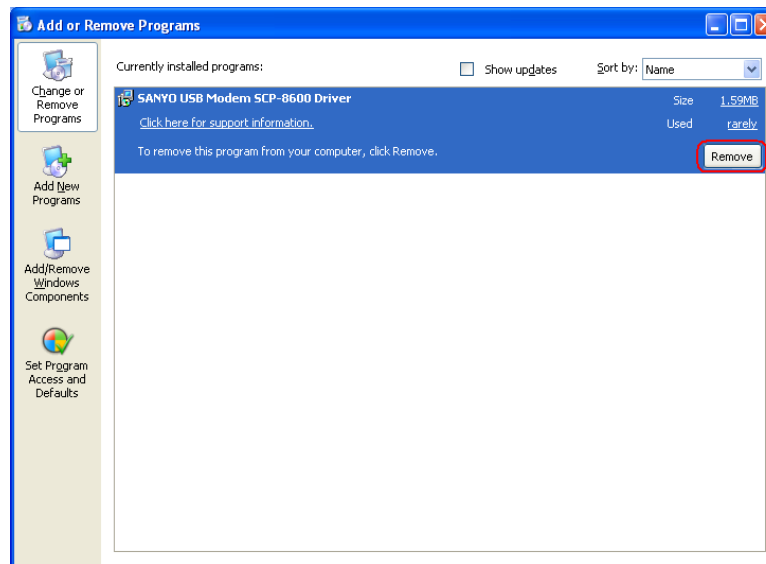 Add or Remove Programs
Change or
Remove
Programs
Currently installed programs:
Show updates
Sort by: Name
SANYO USB Modem SCP-8600 Driver
Size 1.59MB
Click here for support information.
Used rarely
To remove this program from your computer, click Remove.
Remove
Add New
Programs
Add/Remove
Windows
Components
Set Program
Access and
Defaults